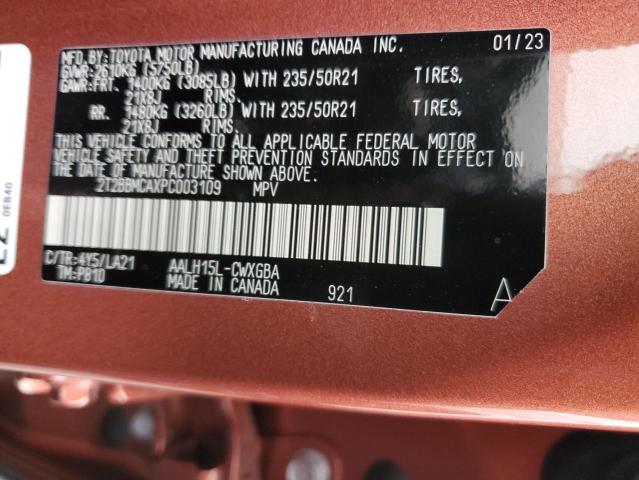 MFD.BY:TOYOTA MOTOR MANUFACTURING CANADA INC. 01/23
GVWR:2610KG (5750LB)
GAWR:FRT. 1400KG (3085LB) WITH 235/50R21 TIRES,
21X8J RIMS.
RR. 1480KG (3260LB) WITH 235/50R21 TIRES,
21X8J RIMS.
THIS VEHICLE CONFORMS TO ALL APPLICABLE FEDERAL MOTOR
VEHICLE SAFETY AND THEFT PREVENTION STANDARDS IN EFFECT ON
THE DATE OF MANUFACTURE SHOWN ABOVE.
2T2BBMCAXPC003109 MPV
C/TR:4Y5/LA21 AALH15L-CWXGBA
TM:P810 MADE IN CANADA 921 A
0EB40